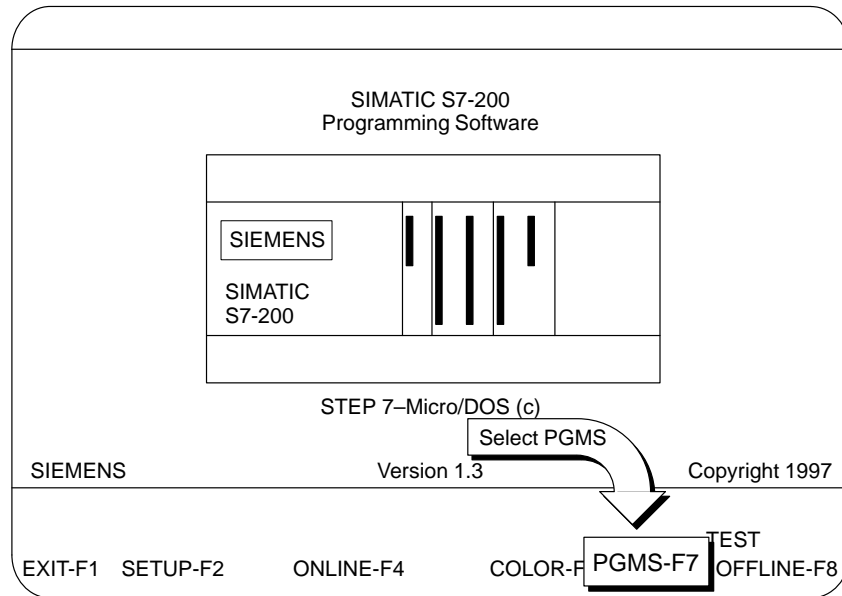 SIMATIC S7-200
Programming Software
SIEMENS
SIMATIC
S7-200
STEP 7–Micro/DOS (c)
Select PGMS
SIEMENS Version 1.3 Copyright 1997
TEST
EXIT-F1 SETUP-F2 ONLINE-F4 COLOR-F PGMS-F7 OFFLINE-F8